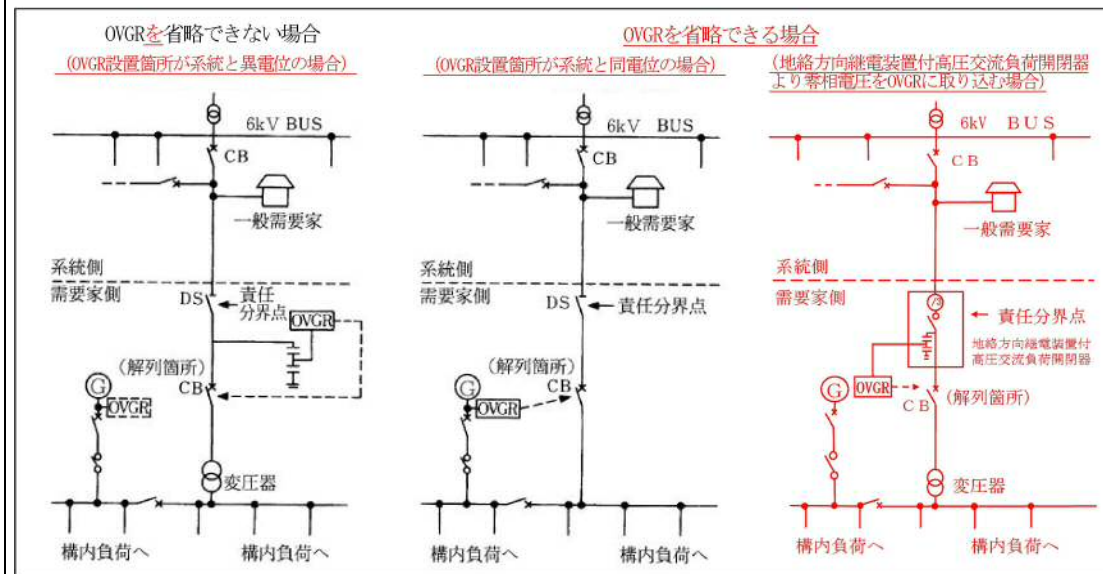 OVGRを省略できない場合
(OVGR設置箇所が系統と異電位の場合)
6kV BUS
CB
一般需要家
系統側
需要家側
DS
責任
分界点
OVGR
(解列箇所)
CB
G
OVGR
変圧器
構内負荷へ
構内負荷へ
OVGRを省略できる場合
(OVGR設置箇所が系統と同電位の場合)
6kV BUS
CB
一般需要家
系統側
需要家側
DS
責任分界点
(解列箇所)
CB
G
OVGR
構内負荷へ
構内負荷へ
(地絡方向継電装置付高圧交流負荷開閉器
より零相電圧をOVGRに取り込む場合)
6kV BUS
CB
一般需要家
系統側
需要家側
責任分界点
地絡方向継電装置付
高圧交流負荷開閉器
OVGR
(解列箇所)
CB
G
変圧器
構内負荷へ
構内負荷へ